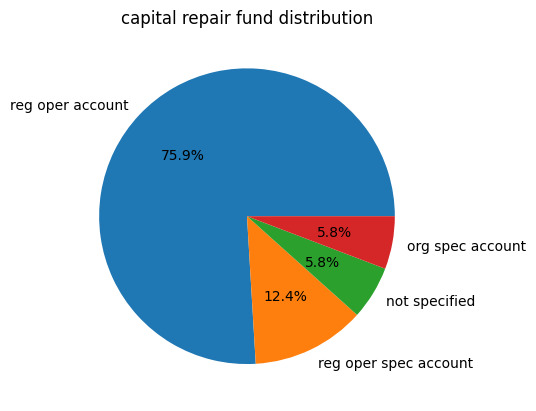 capital repair fund distribution
reg oper account
75.9%
5.8%
org spec account
5.8%
not specified
12.4%
reg oper spec account